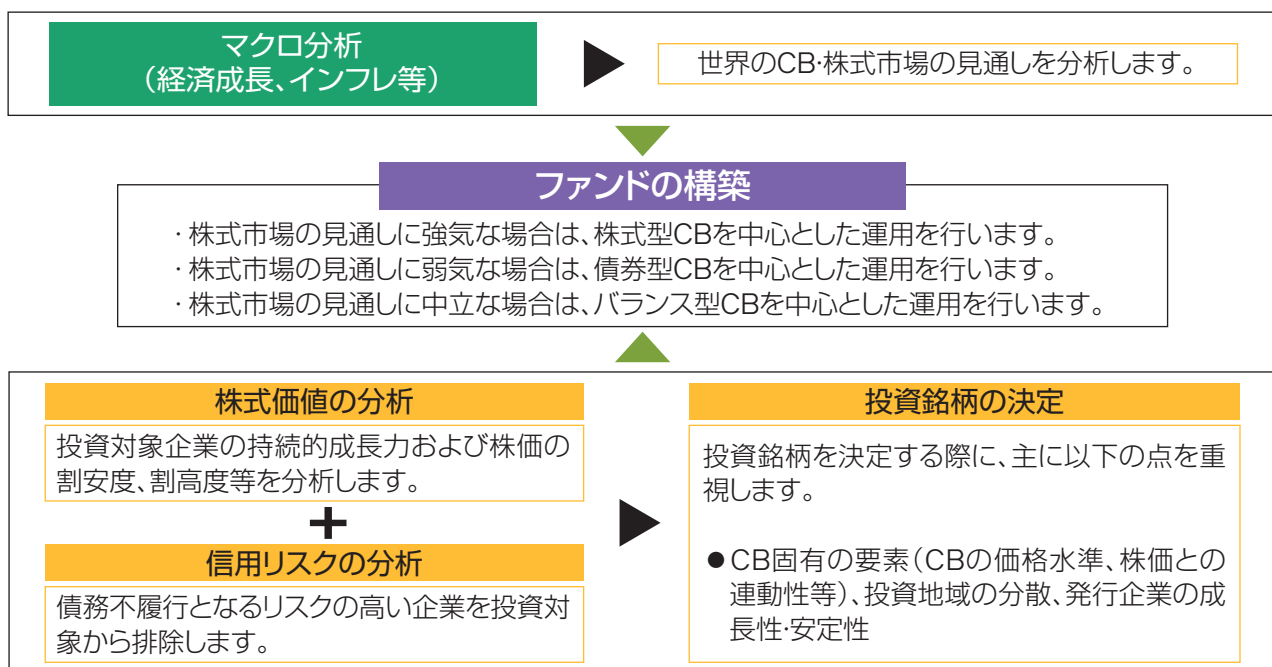 マクロ分析
（経済成長、インフレ等）
世界のCB・株式市場の見通しを分析します。
ファンドの構築
・株式市場の見通しに強気な場合は、株式型CBを中心とした運用を行います。
・株式市場の見通しに弱気な場合は、債券型CBを中心とした運用を行います。
・株式市場の見通しに中立な場合は、バランス型CBを中心とした運用を行います。
株式価値の分析
投資対象企業の持続的成長力および株価の
割安度、割高度等を分析します。
+
信用リスクの分析
債務不履行となるリスクの高い企業を投資対
象から排除します。
投資銘柄の決定
投資銘柄を決定する際に、主に以下の点を重
視します。
●CB固有の要素（CBの価格水準、株価との
連動性等）、投資地域の分散、発行企業の成
長性・安定性